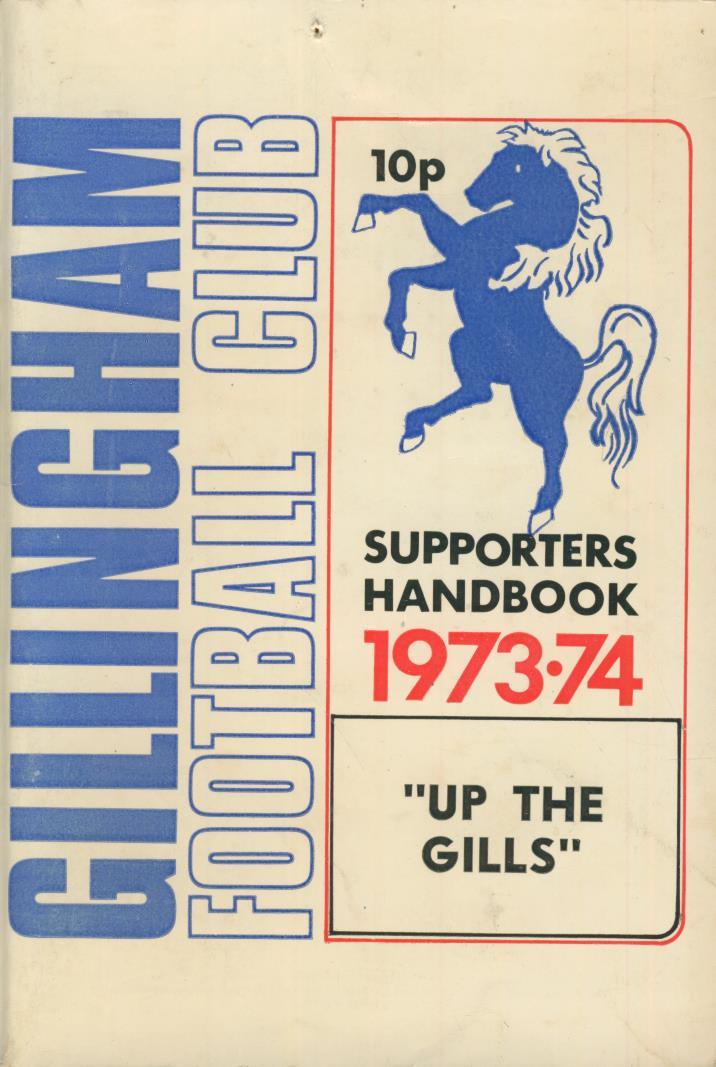 GILLINGHAM
FOOTBALL CLUB
10p
SUPPORTERS
HANDBOOK
1973·74
"UP THE
GILLS"